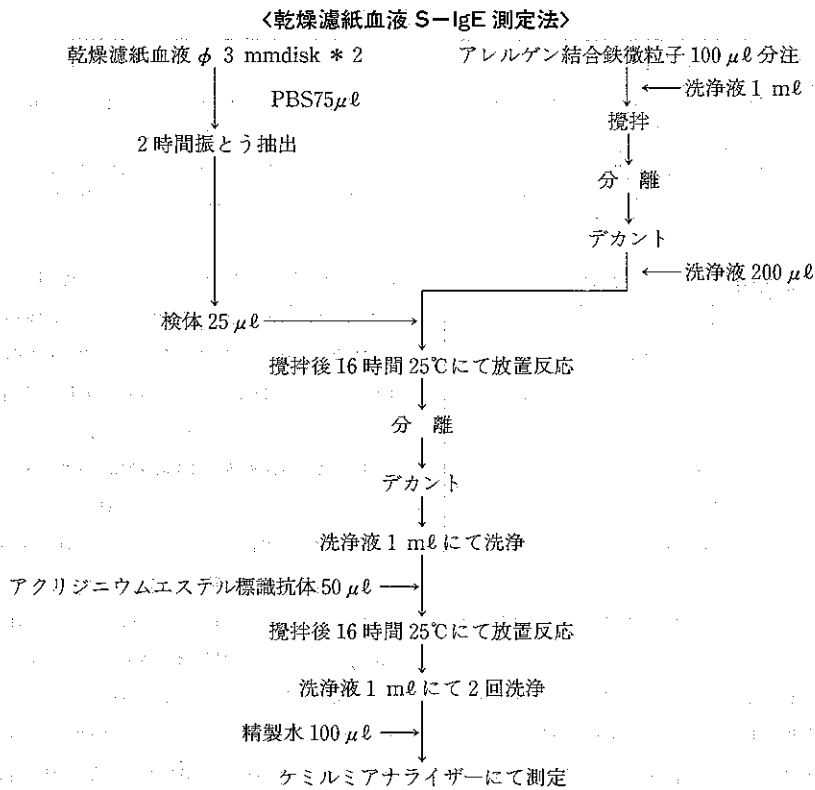 <乾燥濾紙血液 S-IgE 測定法>
乾燥濾紙血液 φ 3 mmdisk * 2
アレルゲン結合鉄微粒子 100 μℓ 分注
PBS75μℓ
洗浄液 1 mℓ
攪拌
2 時間振とう抽出
分 離
デカント
洗浄液 200 μℓ
検体 25 μℓ
攪拌後 16 時間 25℃にて放置反応
分 離
デカント
洗浄液 1 mℓ にて洗浄
アクリジニウムエステル標識抗体 50 μℓ
攪拌後 16 時間 25℃にて放置反応
洗浄液 1 mℓ にて 2 回洗浄
精製水 100 μℓ
ケミルミアナライザーにて測定